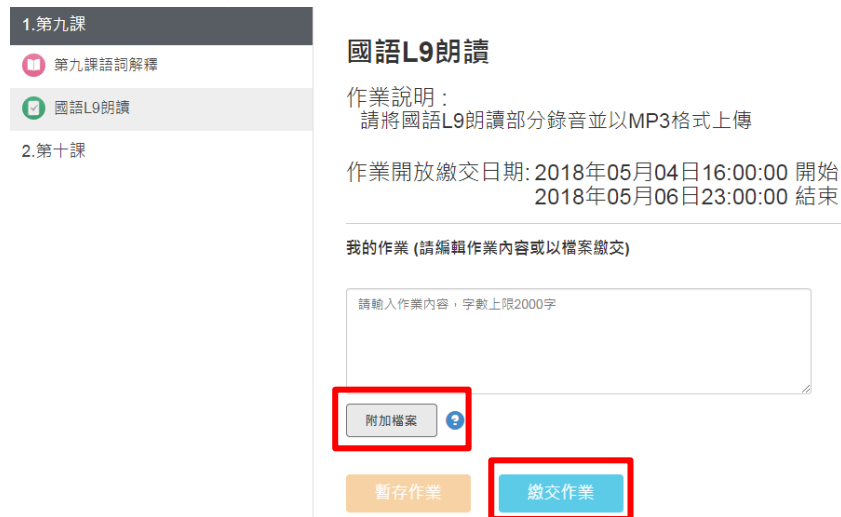 1.第九課
第九課語詞解釋
國語L9朗讀
2.第十課
國語L9朗讀
作業說明：
請將國語L9朗讀部分錄音並以MP3格式上傳
作業開放繳交日期: 2018年05月04日16:00:00 開始
2018年05月06日23:00:00 結束
我的作業 (請編輯作業內容或以檔案繳交)
請輸入作業內容，字數上限2000字
附加檔案 ?
暫存作業 繳交作業